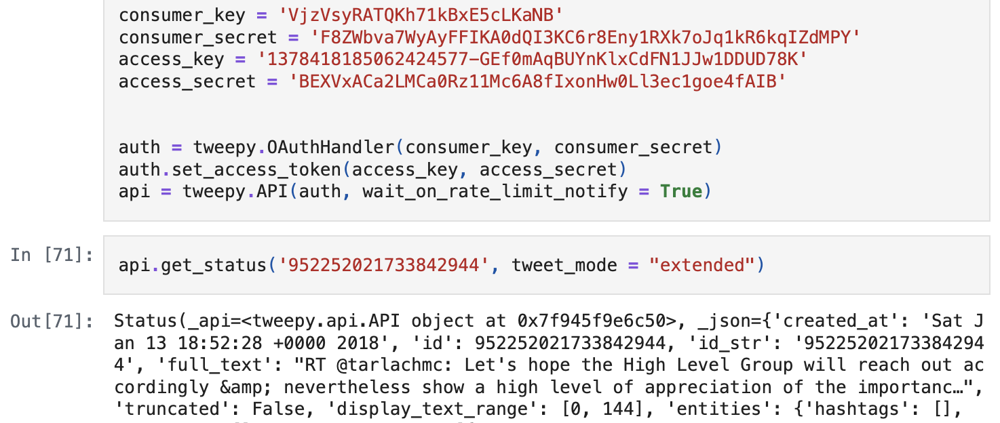 consumer_key = 'VjzVsyRATQKh71kBxE5cLKaNB'
consumer_secret = 'F8ZWbva7WyAyFFIKA0dQI3KC6r8Eny1RXk7oJq1kR6kqIZdMPY'
access_key = '1378418185062424577-GEf0mAqBUYnKlxCdFN1JJw1DDUD78K'
access_secret = 'BEXVxACa2LMCa0Rz11Mc6A8fIxonHw0Ll3ec1goe4fAIB'
auth = tweepy.OAuthHandler(consumer_key, consumer_secret)
auth.set_access_token(access_key, access_secret)
api = tweepy.API(auth, wait_on_rate_limit_notify = True)
In [71]: api.get_status('952252021733842944', tweet_mode = "extended")
Out[71]: Status(_api=<tweepy.api.API object at 0x7f945f9e6c50>, _json={'created_at': 'Sat J
an 13 18:52:28 +0000 2018', 'id': 952252021733842944, 'id_str': '95225202173384294
4', 'full_text': "RT @tarlachmc: Let's hope the High Level Group will reach out ac
cordingly &amp; nevertheless show a high level of appreciation of the importanc…",
'truncated': False, 'display_text_range': [0, 144], 'entities': {'hashtags': [],